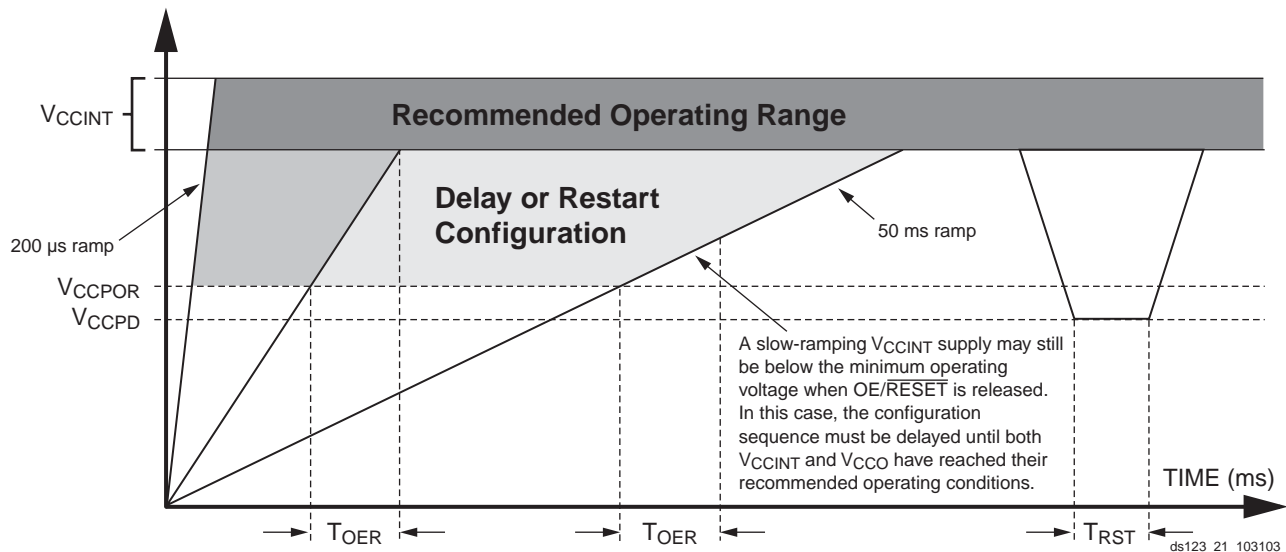 VCCINT
Recommended Operating Range
Delay or Restart
Configuration
200 µs ramp
50 ms ramp
VCCPOR
VCCPD
A slow-ramping VCCINT supply may still
be below the minimum operating
voltage when OE/RESET is released.
In this case, the configuration
sequence must be delayed until both
VCCINT and VCCO have reached their
recommended operating conditions.
TIME (ms)
TOER
TOER
TRST
ds123_21_103103